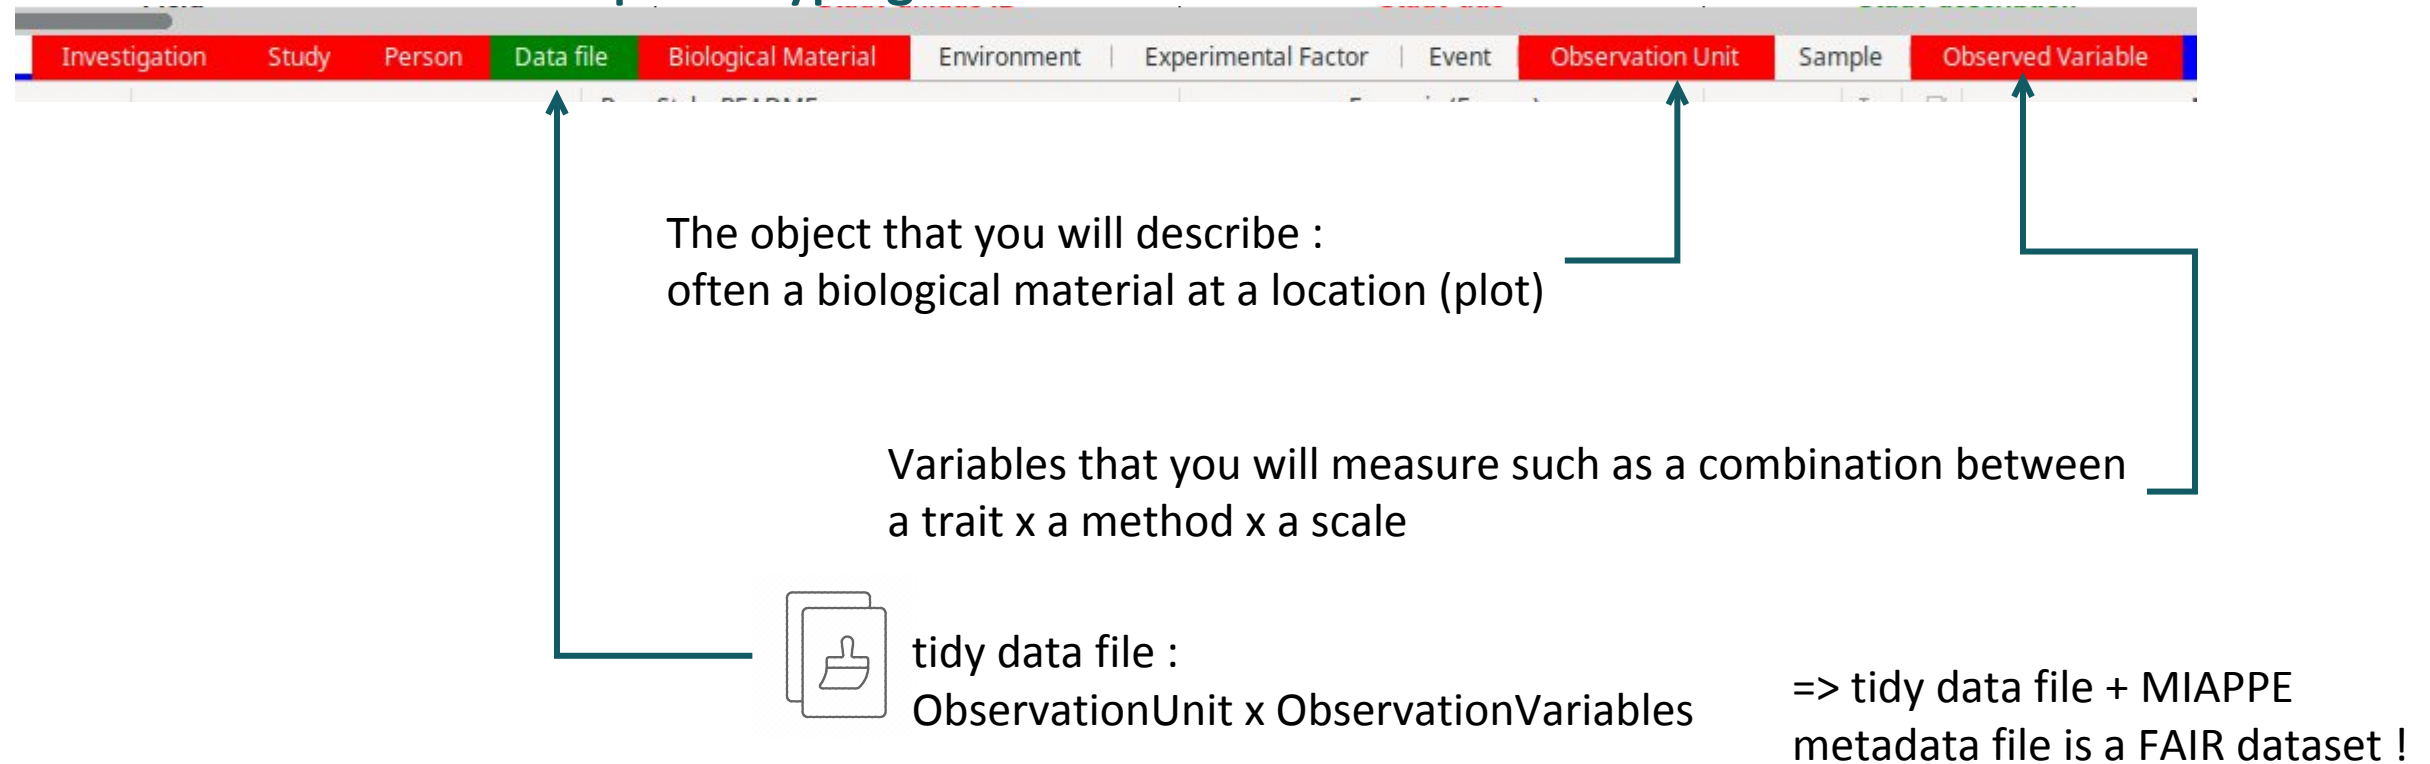 Investigation Study Person Data file Biological Material Environment Experimental Factor Event Observation Unit Sample Observed Variable
The object that you will describe :
often a biological material at a location (plot)
Variables that you will measure such as a combination between
a trait x a method x a scale
tidy data file :
ObservationUnit x ObservationVariables
=> tidy data file + MIAPPE
metadata file is a FAIR dataset !